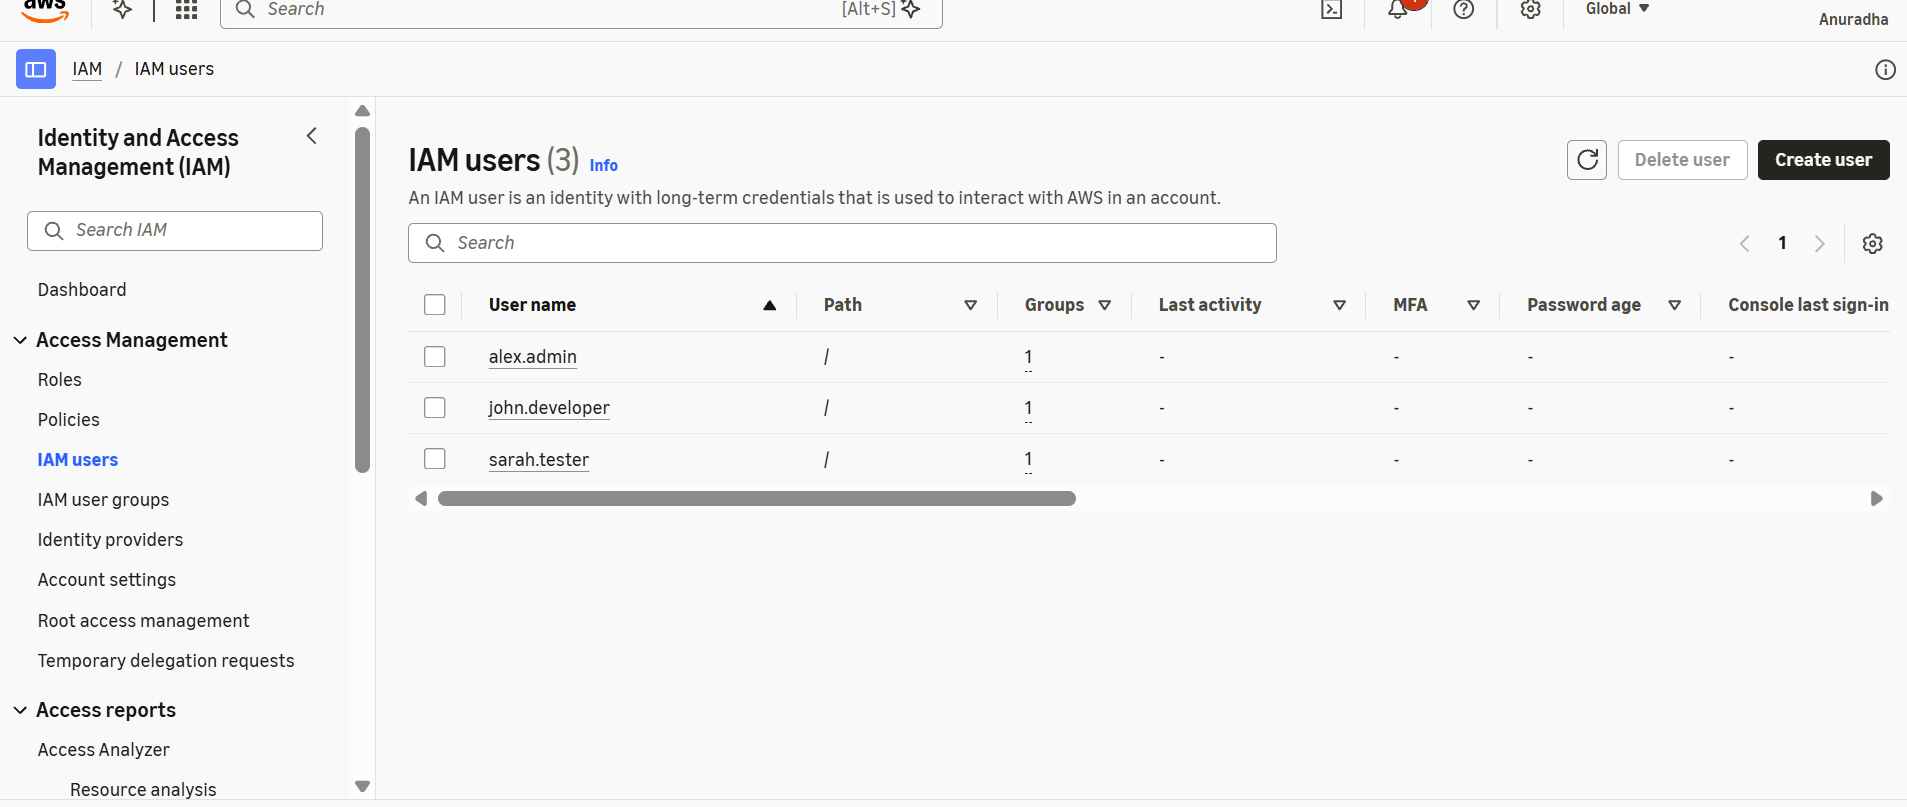 aws
Search [Alt+S]
Global
Anuradha
IAM / IAM users
Identity and Access
Management (IAM)
Search IAM
Dashboard
Access Management
Roles
Policies
IAM users
IAM user groups
Identity providers
Account settings
Root access management
Temporary delegation requests
Access reports
Access Analyzer
Resource analysis
IAM users (3) Info
Delete user
Create user
An IAM user is an identity with long-term credentials that is used to interact with AWS in an account.
Search
1
User name Path Groups Last activity MFA Password age Console last sign-in
alex.admin / 1 - - - -
john.developer / 1 - - - -
sarah.tester / 1 - - - -